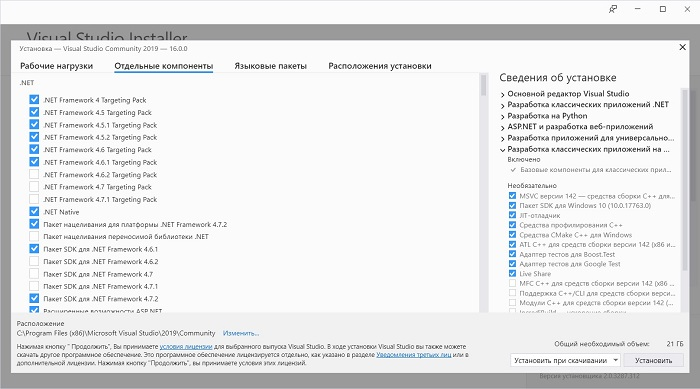 Visual Studio Installer
Установка — Visual Studio Community 2019 — 16.0.0
Рабочие нагрузки Отдельные компоненты Языковые пакеты Расположения установки
.NET
.NET Framework 4 Targeting Pack
.NET Framework 4.5 Targeting Pack
.NET Framework 4.5.1 Targeting Pack
.NET Framework 4.5.2 Targeting Pack
.NET Framework 4.6 Targeting Pack
.NET Framework 4.6.1 Targeting Pack
.NET Framework 4.6.2 Targeting Pack
.NET Framework 4.7 Targeting Pack
.NET Framework 4.7.1 Targeting Pack
.NET Native
Пакет нацеливания для платформы .NET Framework 4.7.2
Пакет нацеливания переносимой библиотеки .NET
Пакет SDK для .NET Framework 4.6.1
Пакет SDK для .NET Framework 4.6.2
Пакет SDK для .NET Framework 4.7
Пакет SDK для .NET Framework 4.7.1
Пакет SDK для .NET Framework 4.7.2
Расширенные возможности ASP.NET
Сведения об установке
Основной редактор Visual Studio
Разработка классических приложений .NET
Разработка на Python
ASP.NET и разработка веб-приложений
Разработка приложений для универсально...
Разработка классических приложений на ...
Включено
Базовые компоненты для классических прил...
Необязательно
MSVC версии 142 — средства сборки C++ для...
Пакет SDK для Windows 10 (10.0.17763.0)
JIT-отладчик
Средства профилирования C++
Средства CMake C++ для Windows
ATL C++ для средств сборки версии 142 (x86 и...
Адаптер тестов для Boost.Test
Адаптер тестов для Google Test
Live Share
MFC C++ для средств сборки версии 142 (x86 ...
Поддержка C++/CLI для средств сборки верси...
Модули C++ для средств сборки версии 142 (x...
Расположение
C:\Program Files (x86)\Microsoft Visual Studio\2019\Community Изменить...
Нажимая кнопку " Продолжить", Вы принимаете условия лицензии для выбранного выпуска Visual Studio. В ходе установки Visual Studio вы также можете
скачать другое программное обеспечение. Это программное обеспечение лицензируется отдельно, как указано в разделе Уведомления третьих лиц или в
дополнительной лицензии. Нажимая кнопку "Продолжить", вы принимаете условия этих лицензий.
Общий необходимый объем: 21 ГБ
Установить при скачивании Установить
Версия установщика 2.0.3287.312